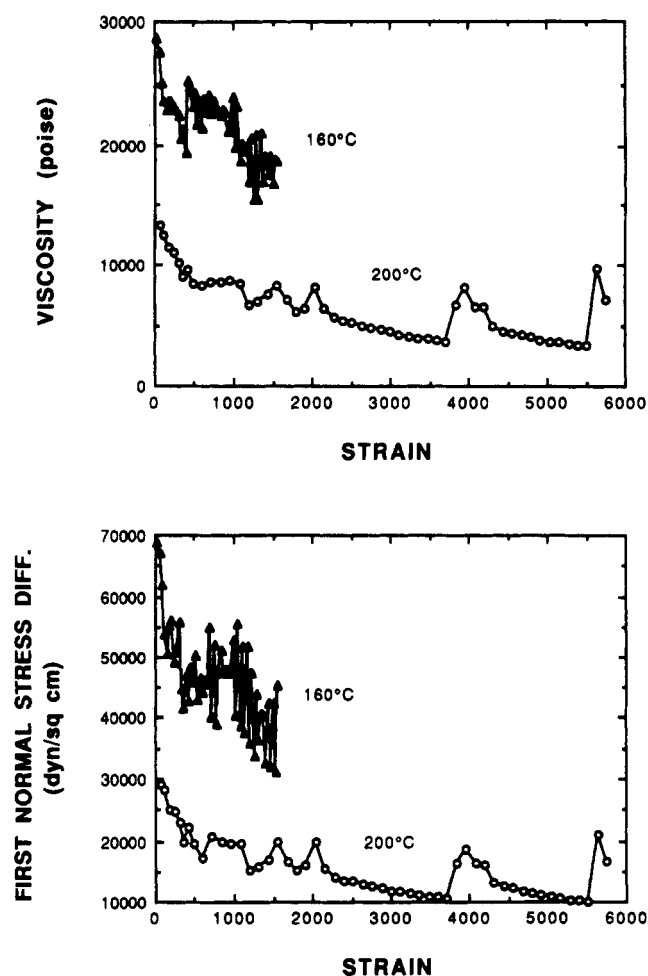 30000
20000
10000
0
VISCOSITY (poise)
160°C
200°C
0 1000 2000 3000 4000 5000 6000
STRAIN
70000
60000
50000
40000
30000
20000
10000
FIRST NORMAL STRESS DIFF.
(dyn/sq cm)
160°C
200°C
0 1000 2000 3000 4000 5000 6000
STRAIN